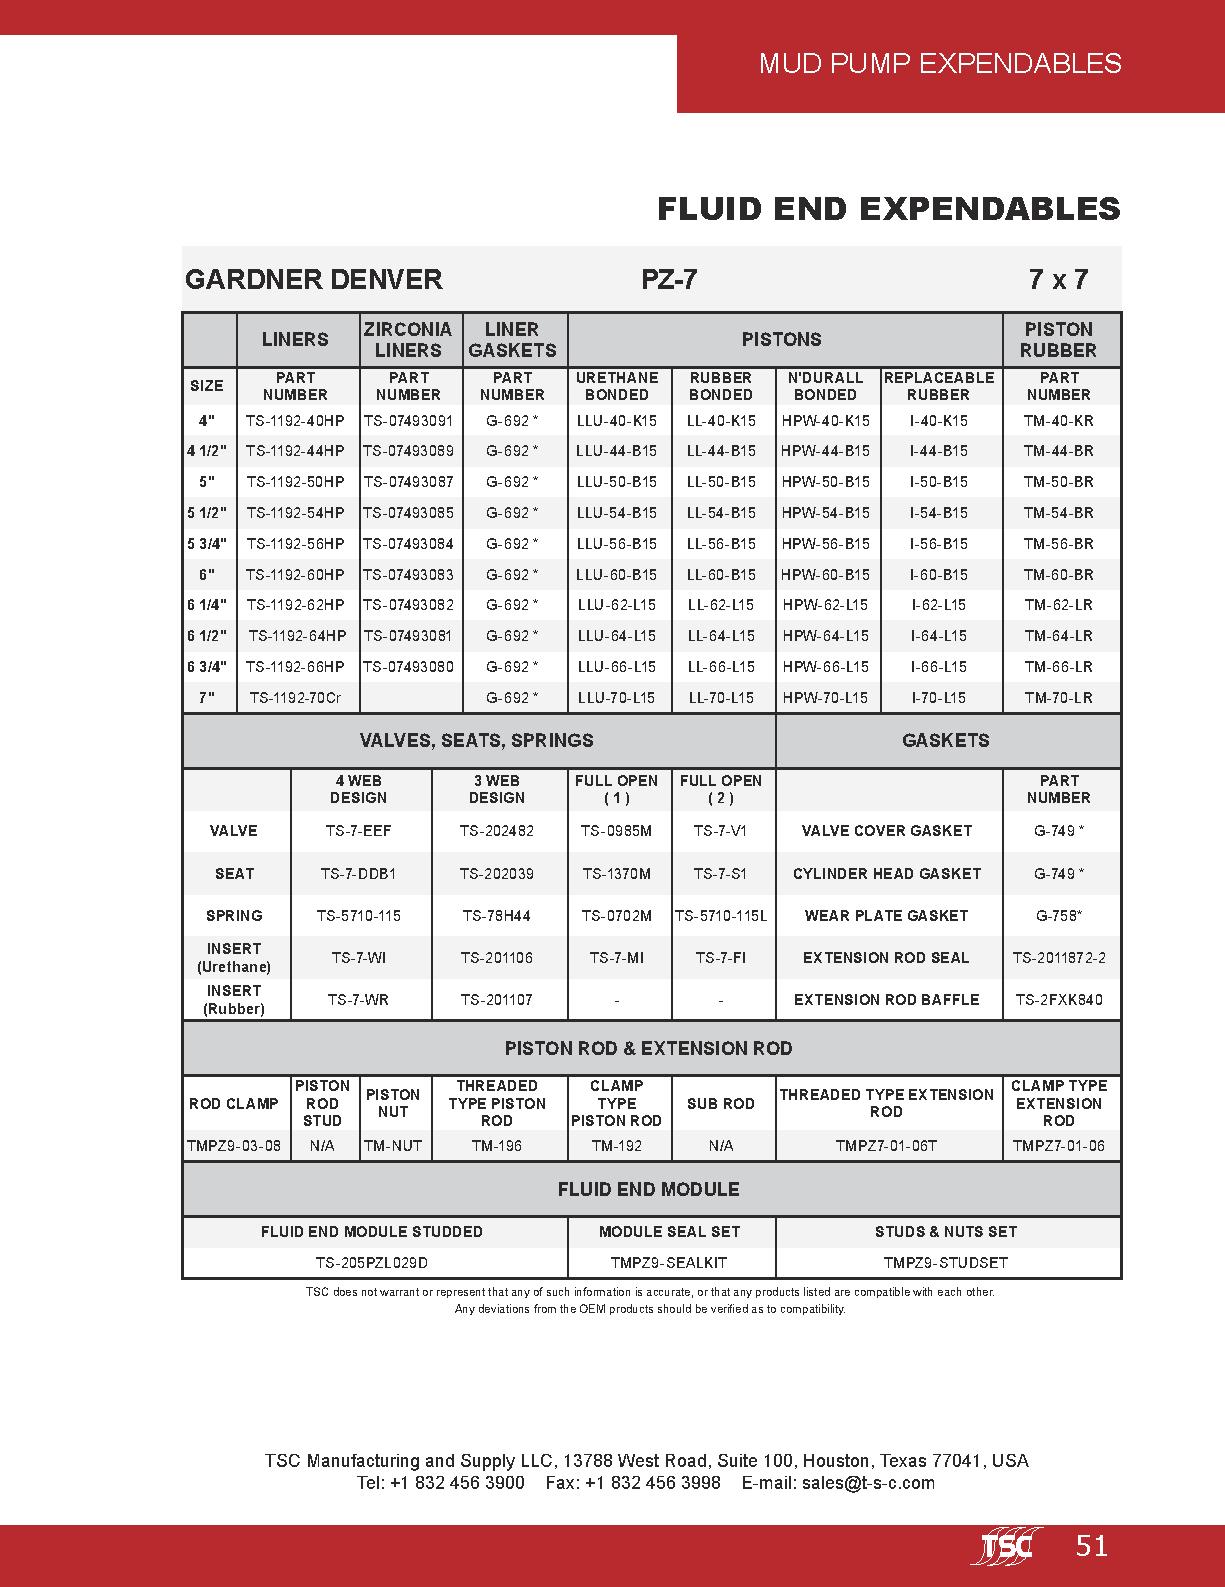 MUD PUMP EXPENDABLES
FLUID END EXPENDABLES
GARDNER DENVER PZ-7 7 x 7
LINERS ZIRCONIA LINERS LINER GASKETS PISTONS PISTON RUBBER
SIZE PART NUMBER PART NUMBER PART NUMBER URETHANE BONDED RUBBER BONDED N'DURALL BONDED REPLACEABLE RUBBER PART NUMBER
4" TS-1192-40HP TS-07493091 G-692 * LLU-40-K15 LL-40-K15 HPW-40-K15 I-40-K15 TM-40-KR
4 1/2" TS-1192-44HP TS-07493089 G-692 * LLU-44-B15 LL-44-B15 HPW-44-B15 I-44-B15 TM-44-BR
5" TS-1192-50HP TS-07493087 G-692 * LLU-50-B15 LL-50-B15 HPW-50-B15 I-50-B15 TM-50-BR
5 1/2" TS-1192-54HP TS-07493085 G-692 * LLU-54-B15 LL-54-B15 HPW-54-B15 I-54-B15 TM-54-BR
5 3/4" TS-1192-56HP TS-07493084 G-692 * LLU-56-B15 LL-56-B15 HPW-56-B15 I-56-B15 TM-56-BR
6" TS-1192-60HP TS-07493083 G-692 * LLU-60-B15 LL-60-B15 HPW-60-B15 I-60-B15 TM-60-BR
6 1/4" TS-1192-62HP TS-07493082 G-692 * LLU-62-L15 LL-62-L15 HPW-62-L15 I-62-L15 TM-62-LR
6 1/2" TS-1192-64HP TS-07493081 G-692 * LLU-64-L15 LL-64-L15 HPW-64-L15 I-64-L15 TM-64-LR
6 3/4" TS-1192-66HP TS-07493080 G-692 * LLU-66-L15 LL-66-L15 HPW-66-L15 I-66-L15 TM-66-LR
7" TS-1192-70Cr G-692 * LLU-70-L15 LL-70-L15 HPW-70-L15 I-70-L15 TM-70-LR
VALVES, SEATS, SPRINGS GASKETS
4 WEB DESIGN 3 WEB DESIGN FULL OPEN ( 1 ) FULL OPEN ( 2 ) PART NUMBER
VALVE TS-7-EEF TS-202482 TS-0985M TS-7-V1 VALVE COVER GASKET G-749 *
SEAT TS-7-DDB1 TS-202039 TS-1370M TS-7-S1 CYLINDER HEAD GASKET G-749 *
SPRING TS-5710-115 TS-78H44 TS-0702M TS-5710-115L WEAR PLATE GASKET G-758*
INSERT (Urethane) TS-7-WI TS-201106 TS-7-MI TS-7-FI EXTENSION ROD SEAL TS-2011872-2
INSERT (Rubber) TS-7-WR TS-201107 - - EXTENSION ROD BAFFLE TS-2FXK840
PISTON ROD & EXTENSION ROD
ROD CLAMP PISTON ROD STUD PISTON NUT THREADED TYPE PISTON ROD CLAMP TYPE PISTON ROD SUB ROD THREADED TYPE EXTENSION ROD CLAMP TYPE EXTENSION ROD
TMPZ9-03-08 N/A TM-NUT TM-196 TM-192 N/A TMPZ7-01-06T TMPZ7-01-06
FLUID END MODULE
FLUID END MODULE STUDDED MODULE SEAL SET STUDS & NUTS SET
TS-205PZL029D TMPZ9-SEALKIT TMPZ9-STUDSET
TSC does not warrant or represent that any of such information is accurate, or that any products listed are compatible with each other.
Any deviations from the OEM products should be verified as to compatibility.
TSC Manufacturing and Supply LLC, 13788 West Road, Suite 100, Houston, Texas 77041, USA
Tel: +1 832 456 3900 Fax: +1 832 456 3998 E-mail: sales@t-s-c.com
TSC 51